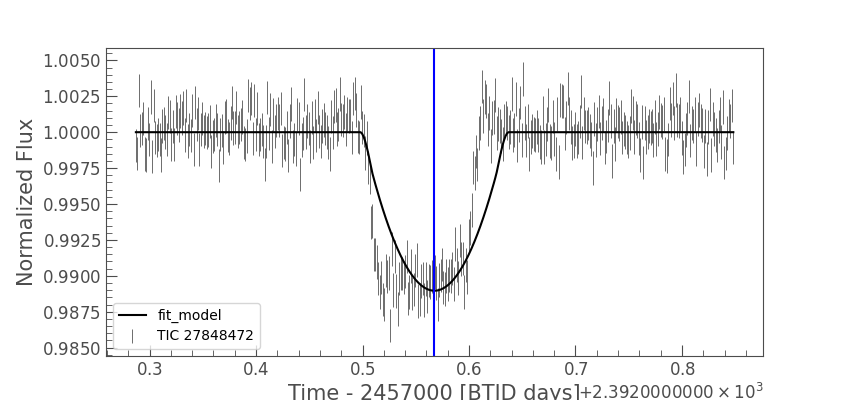 Normalized Flux
1.0050
1.0025
1.0000
0.9975
0.9950
0.9925
0.9900
0.9875
0.9850
fit_model
TIC 27848472
0.3 0.4 0.5 0.6 0.7 0.8
Time - 2457000 [BTJD days]
+2.3920000000 × 10³